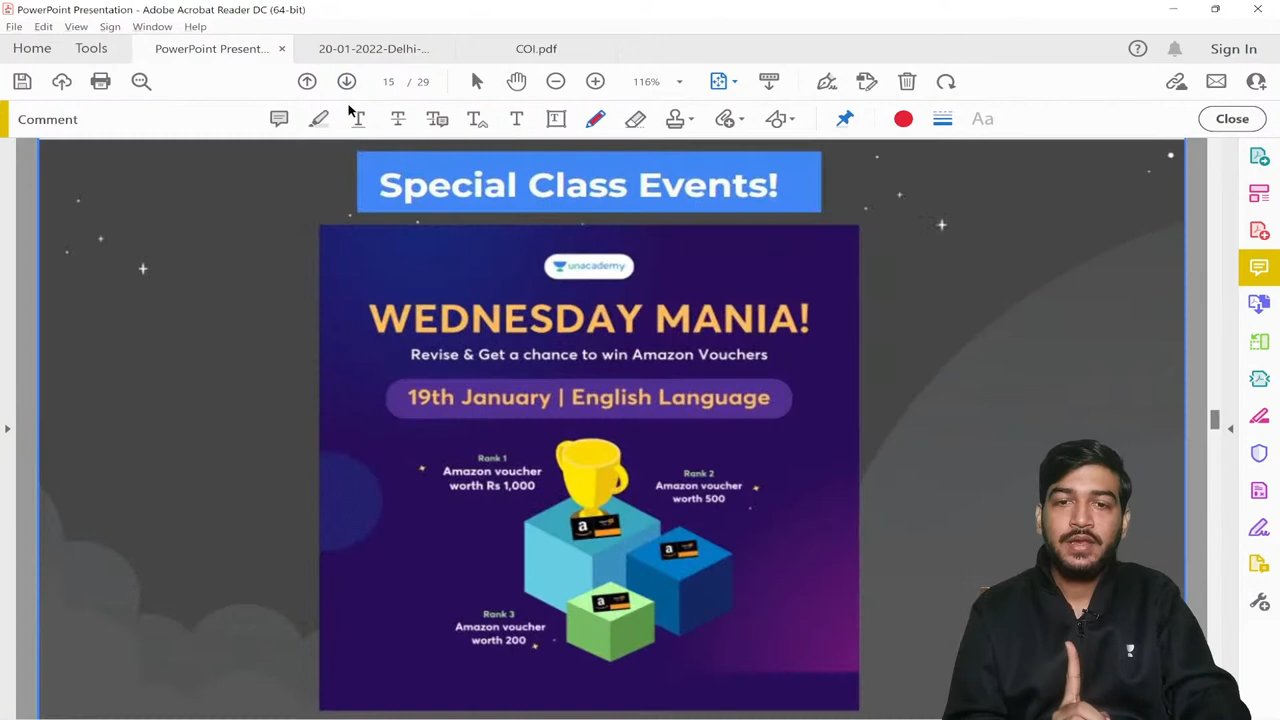 PowerPoint Presentation - Adobe Acrobat Reader DC (64-bit)
File Edit View Sign Window Help
Home Tools PowerPoint Present... × 20-01-2022-Delhi-... COI.pdf Sign In
15 / 29 116%
Comment Aa Close
Special Class Events!
unacademy
WEDNESDAY MANIA!
Revise & Get a chance to win Amazon Vouchers
19th January | English Language
Rank 1
Amazon voucher
worth Rs 1,000
Rank 2
Amazon voucher
worth 500
Rank 3
Amazon voucher
worth 200